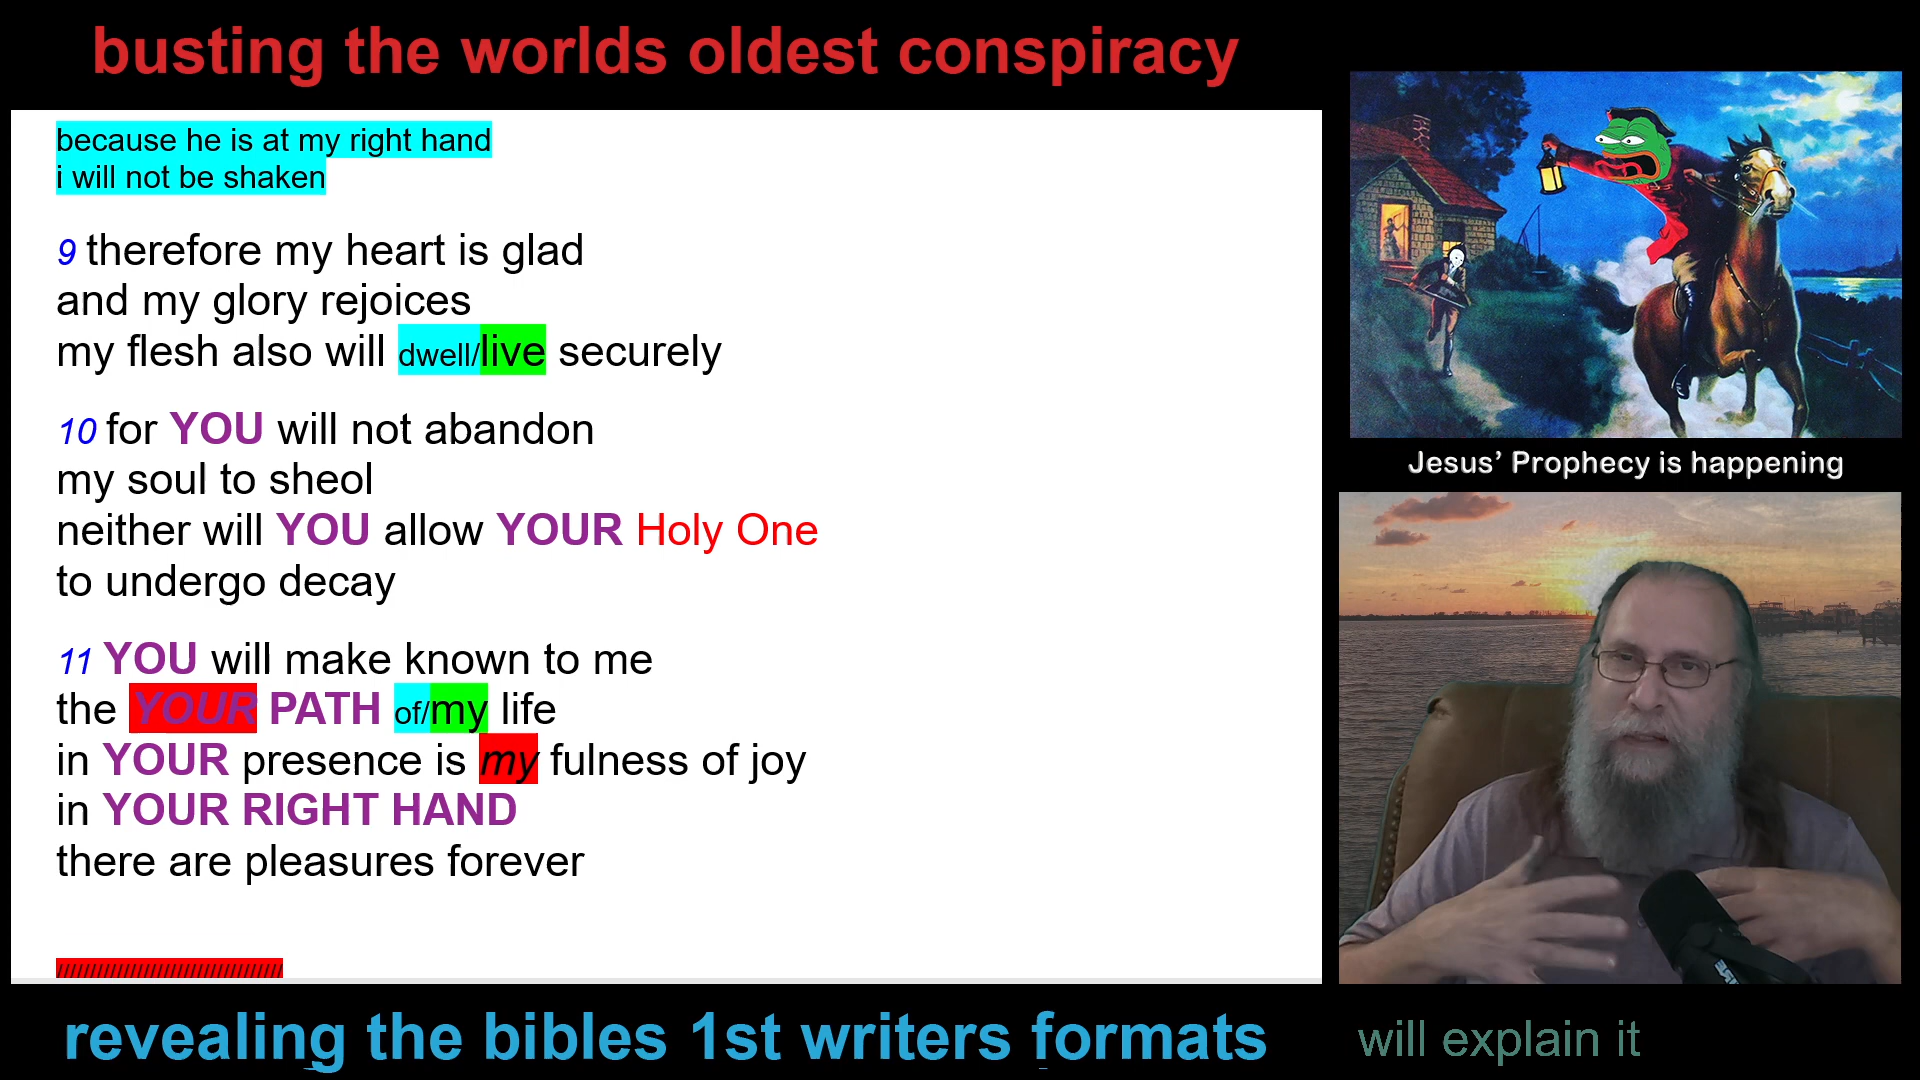 busting the worlds oldest conspiracy
because he is at my right hand
i will not be shaken
9 therefore my heart is glad
and my glory rejoices
my flesh also will dwell/live securely
10 for YOU will not abandon
my soul to sheol
neither will YOU allow YOUR Holy One
to undergo decay
11 YOU will make known to me
the YOUR PATH of/my life
in YOUR presence is my fulness of joy
in YOUR RIGHT HAND
there are pleasures forever
Jesus’ Prophecy is happening
revealing the bibles 1st writers formats
will explain it